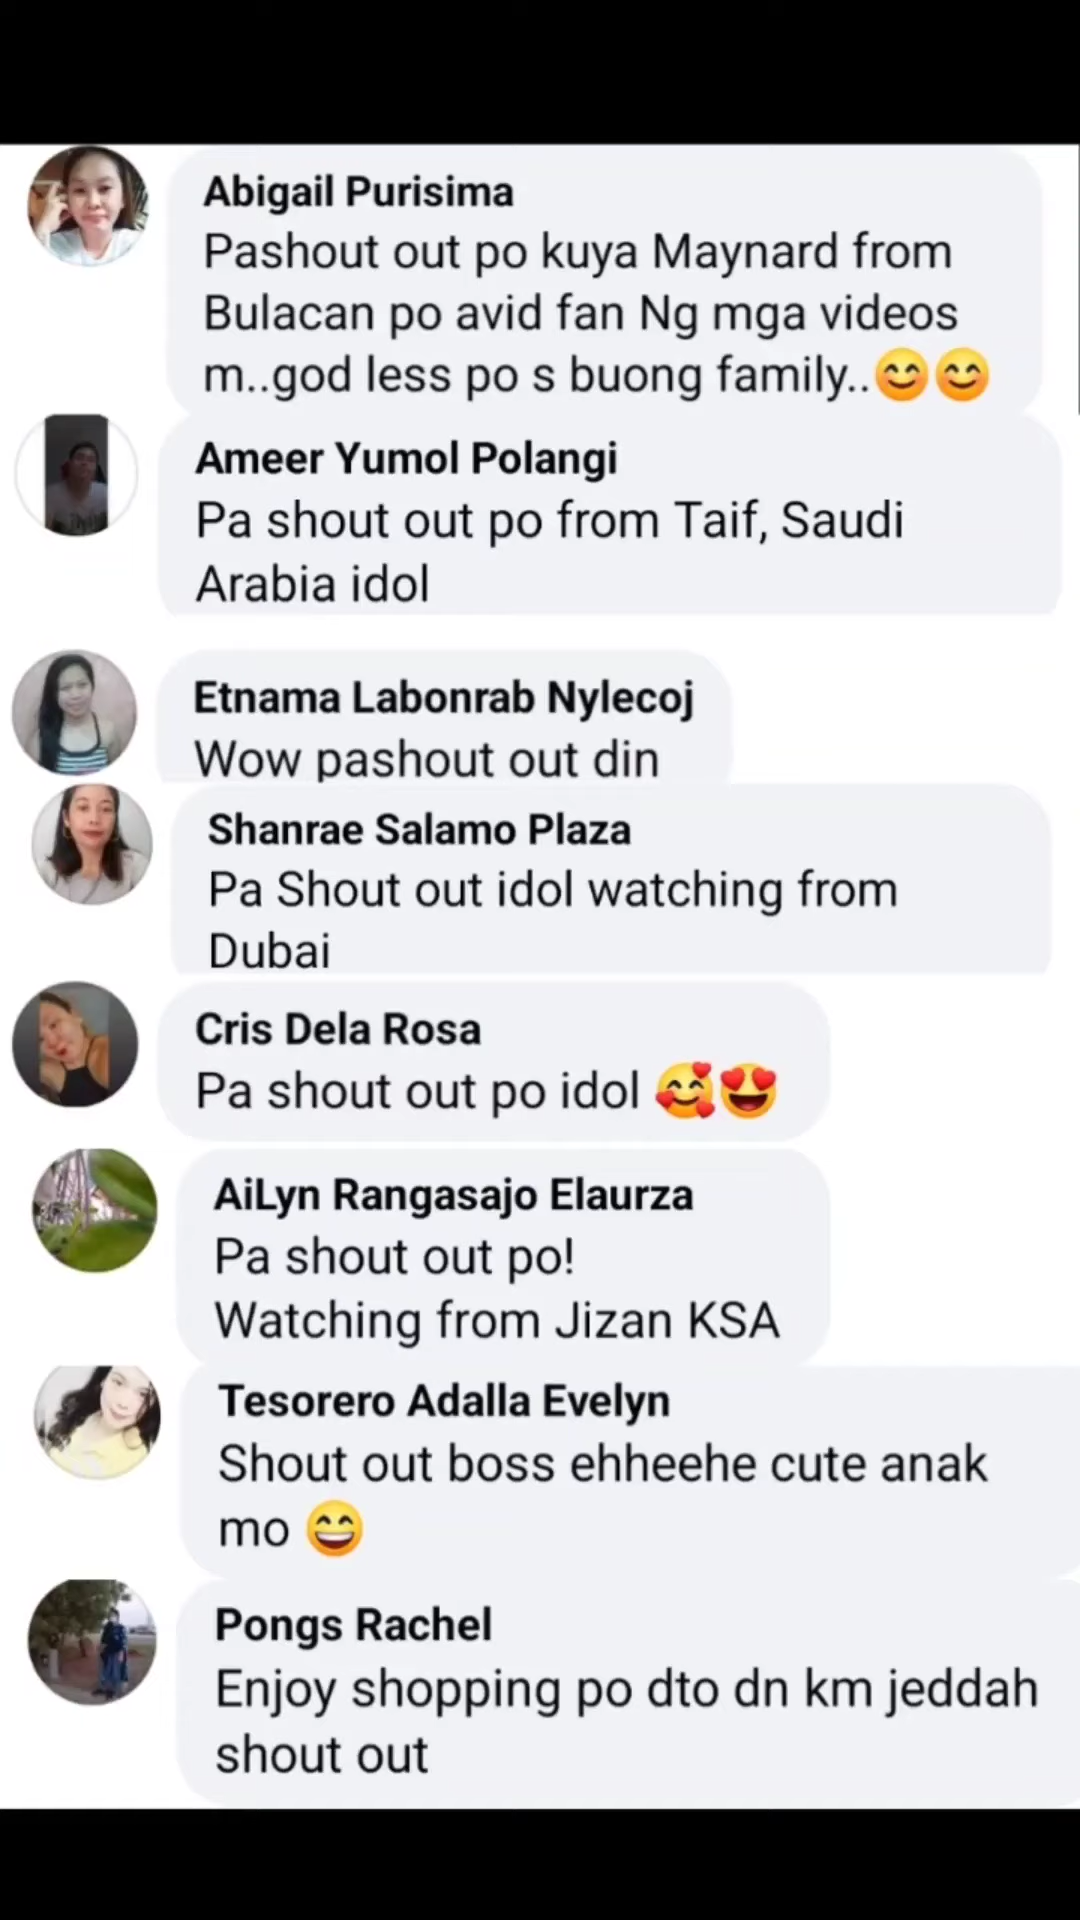 Abigail Purisima
Pashout out po kuya Maynard from
Bulacan po avid fan Ng mga videos
m..god less po s buong family..😊😊
Ameer Yumol Polangi
Pa shout out po from Taif, Saudi
Arabia idol
Etnama Labonrab Nylecoj
Wow pashout out din
Shanrae Salamo Plaza
Pa Shout out idol watching from
Dubai
Cris Dela Rosa
Pa shout out po idol 🥰😍
AiLyn Rangasajo Elaurza
Pa shout out po!
Watching from Jizan KSA
Tesorero Adalla Evelyn
Shout out boss ehheehe cute anak
mo 😄
Pongs Rachel
Enjoy shopping po dto dn km jeddah
shout out